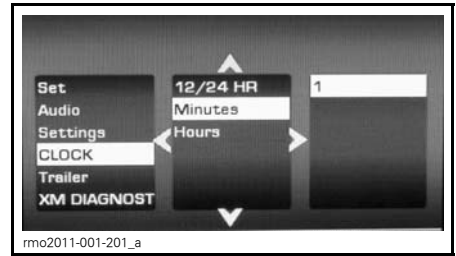 Set
Audio
Settings
CLOCK
Trailer
XM DIAGNOST
12/24 HR
Minutes
Hours
1
rmo2011-001-201_a